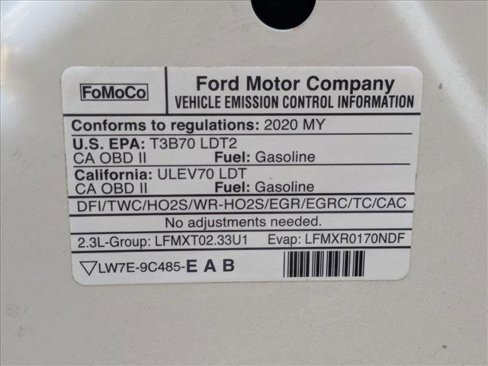 FoMoCo
Ford Motor Company
VEHICLE EMISSION CONTROL INFORMATION
Conforms to regulations: 2020 MY
U.S. EPA: T3B70 LDT2
CA OBD II Fuel: Gasoline
California: ULEV70 LDT
CA OBD II Fuel: Gasoline
DFI/TWC/HO2S/WR-HO2S/EGR/EGRC/TC/CAC
No adjustments needed.
2.3L-Group: LFMXT02.33U1 Evap: LFMXR0170NDF
▽LW7E-9C485-E A B